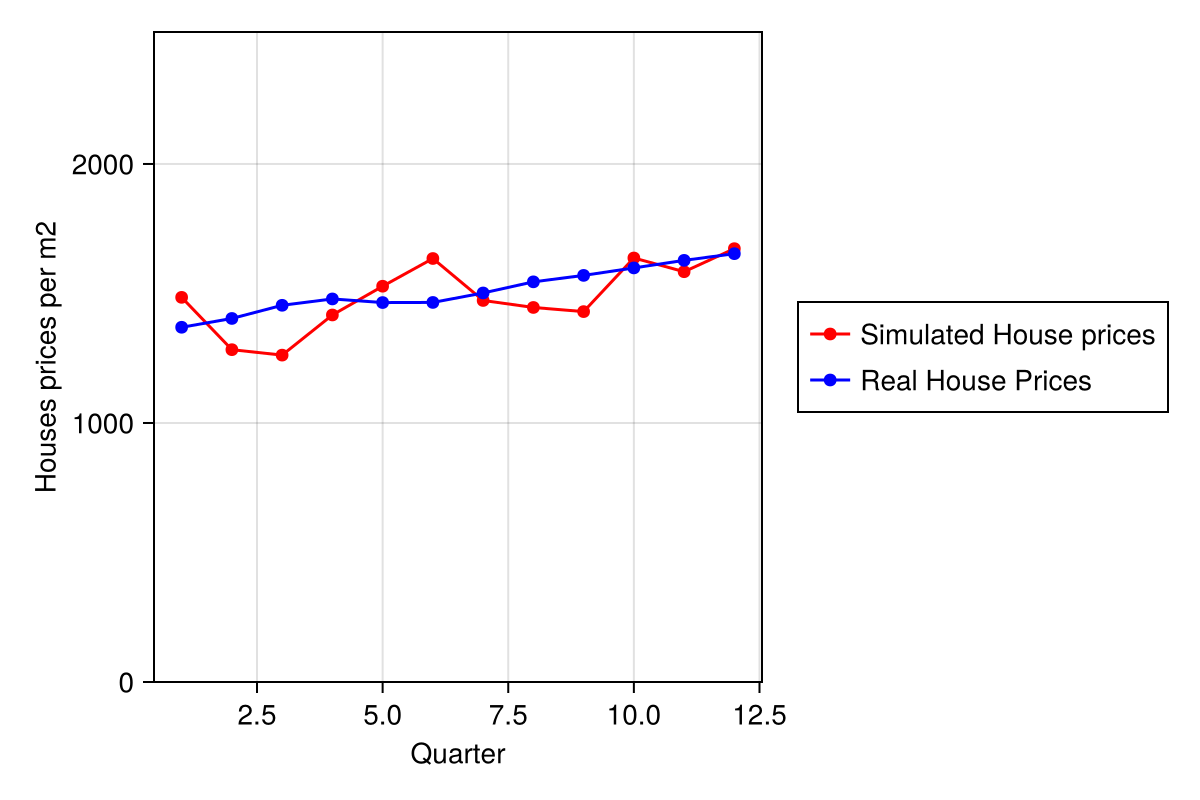 Houses prices per m2
2000
1000
0
2.5 5.0 7.5 10.0 12.5
Quarter
Simulated House prices
Real House Prices